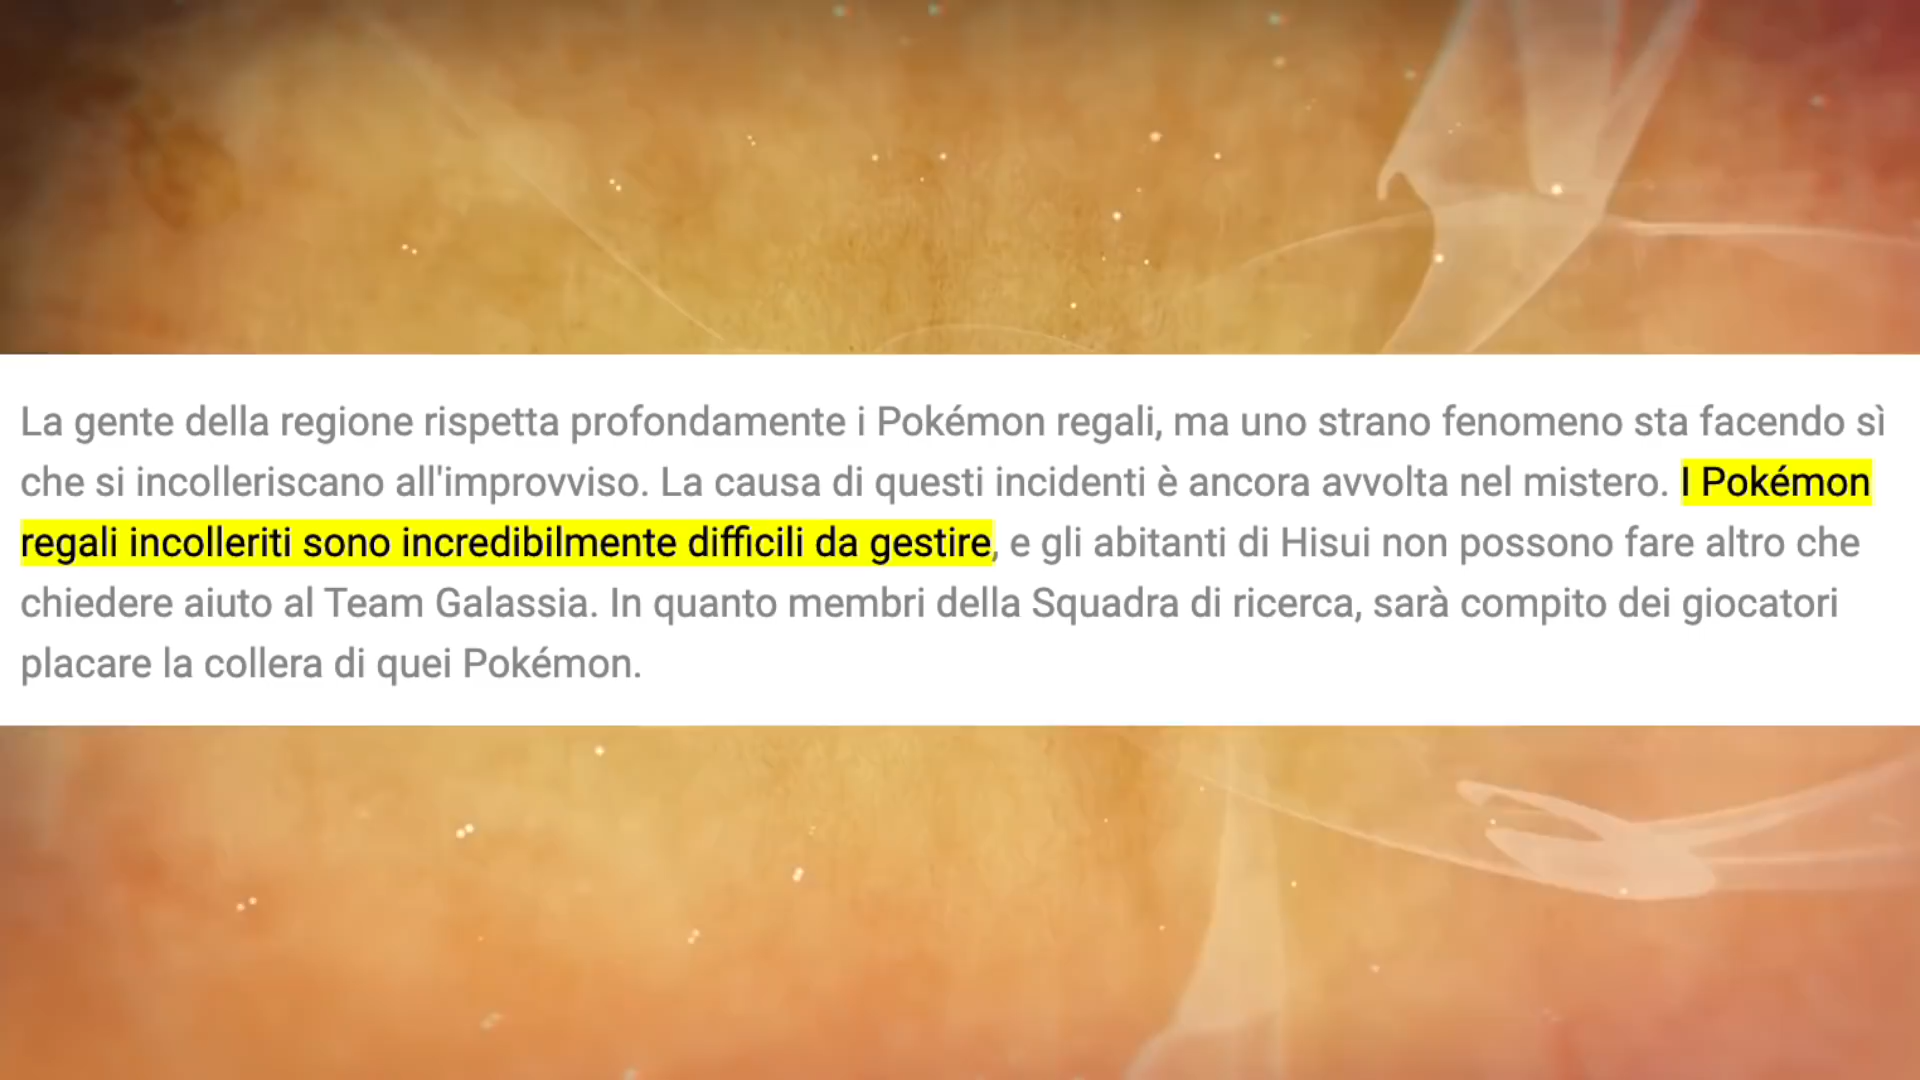 La gente della regione rispetta profondamente i Pokémon regali, ma uno strano fenomeno sta facendo sì
che si incolleriscano all'improvviso. La causa di questi incidenti è ancora avvolta nel mistero. I Pokémon
regali incolleriti sono incredibilmente difficili da gestire, e gli abitanti di Hisui non possono fare altro che
chiedere aiuto al Team Galassia. In quanto membri della Squadra di ricerca, sarà compito dei giocatori
placare la collera di quei Pokémon.